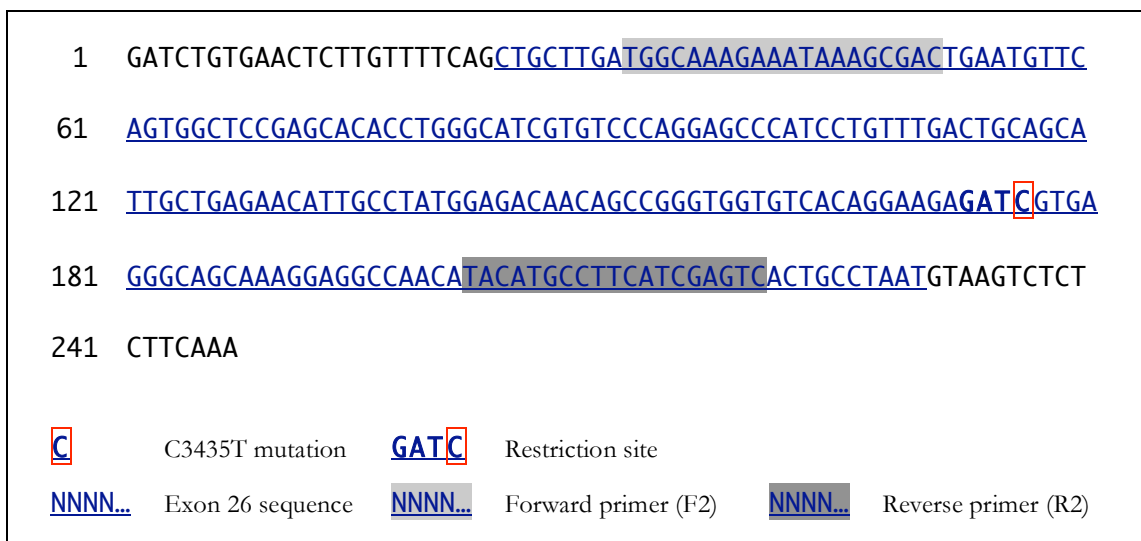 1 GATCTGTGAACTCTTGTTTTCAGCTGCTTGATGGCAAAGAAATAAAGCGACTGAATGTTC
61 AGTGGCTCCGAGCACACCTGGGCATCGTGTCCCAGGAGCCCATCCTGTTTGACTGCAGCA
121 TTGCTGAGAACATTGCCTATGGAGACAACAGCCGGGTGGTGTCACAGGAAGAGATCGTGA
181 GGGCAGCAAAGGAGGCCAACATACATGCCTTCATCGAGTCACTGCCTAATGTAAGTCTCT
241 CTTCAAA
C C3435T mutation GATC Restriction site
NNNN... Exon 26 sequence NNNN... Forward primer (F2) NNNN... Reverse primer (R2)